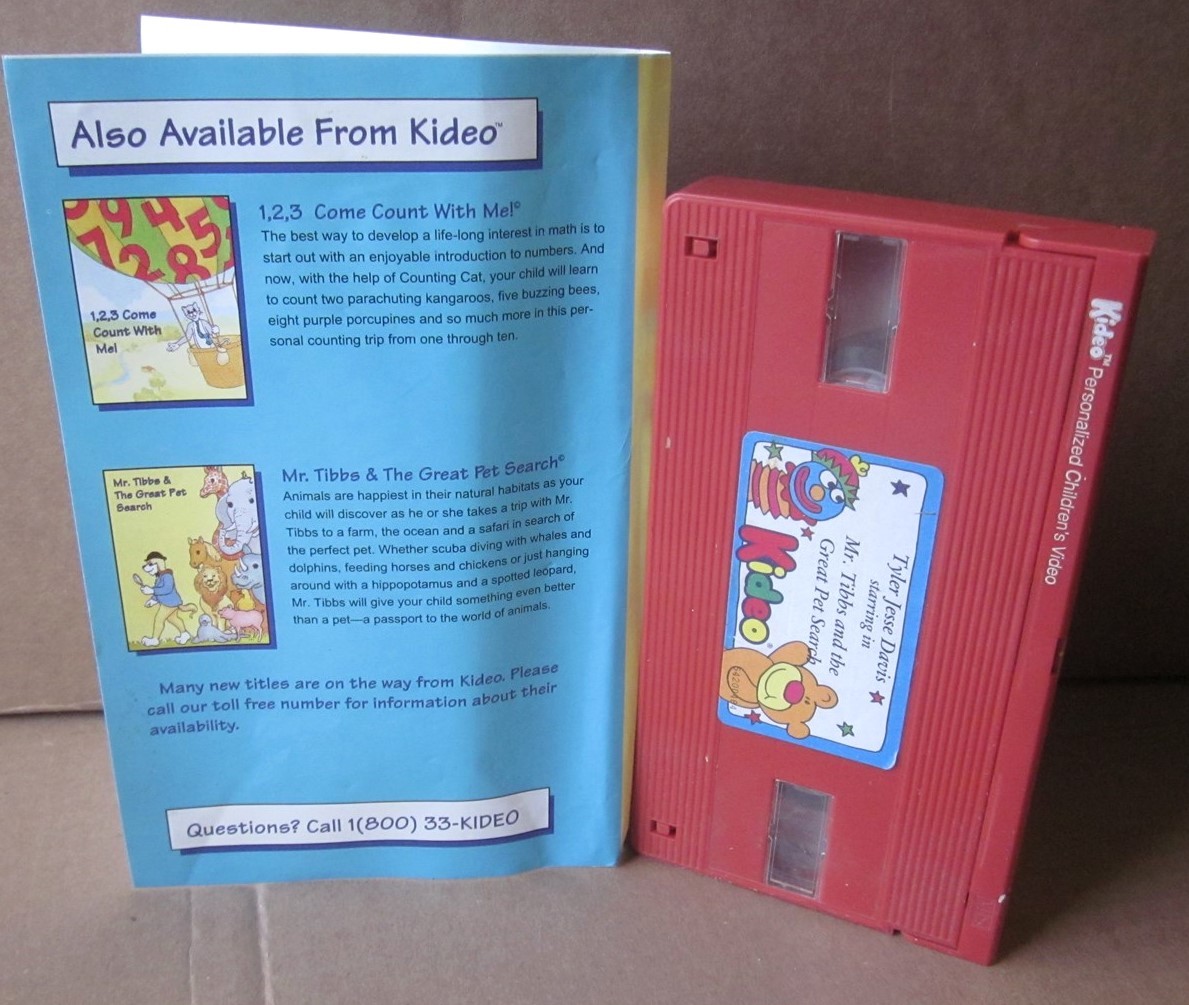 Also Available From Kideo™
1,2,3 Come Count With Me!©
The best way to develop a life-long interest in math is to
start out with an enjoyable introduction to numbers. And
now, with the help of Counting Cat, your child will learn
to count two parachuting kangaroos, five buzzing bees,
eight purple porcupines and so much more in this per-
sonal counting trip from one through ten.
9 4 5
7 2 8
1,2,3 Come
Count With
Me!
Mr. Tibbs & The Great Pet Search©
Animals are happiest in their natural habitats as your
child will discover as he or she takes a trip with Mr.
Tibbs to a farm, the ocean and a safari in search of
the perfect pet. Whether scuba diving with whales and
dolphins, feeding horses and chickens or just hanging
around with a hippopotamus and a spotted leopard,
Mr. Tibbs will give your child something even better
than a pet—a passport to the world of animals.
Mr. Tibbs &
The Great Pet
Search
Many new titles are on the way from Kideo. Please
call our toll free number for information about their
availability.
Questions? Call 1(800) 33-KIDEO
Kideo™ Personalized Children's Video
Tyler Jesse Davis
starring in
Mr. Tibbs and the
Great Pet Search
Kideo®